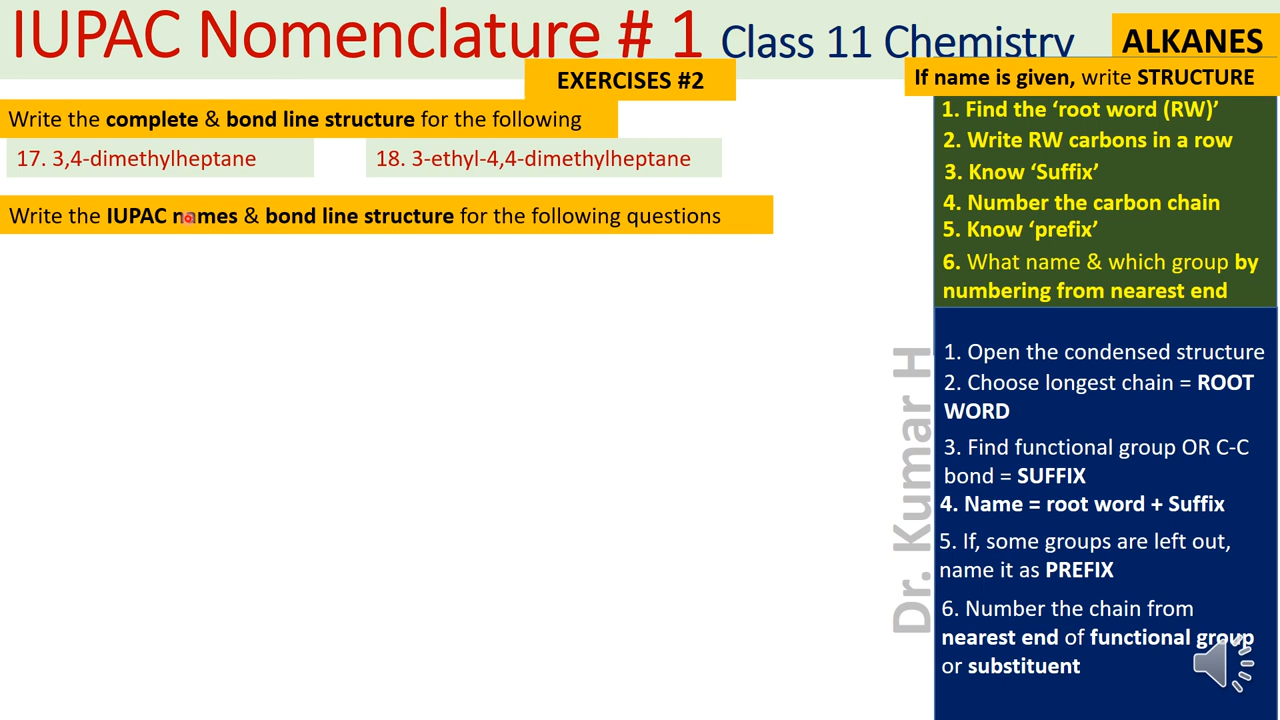 IUPAC Nomenclature # 1 Class 11 Chemistry
ALKANES
EXERCISES #2
If name is given, write STRUCTURE
Write the complete & bond line structure for the following
17. 3,4-dimethylheptane
18. 3-ethyl-4,4-dimethylheptane
Write the IUPAC names & bond line structure for the following questions
1. Find the ‘root word (RW)’
2. Write RW carbons in a row
3. Know ‘Suffix’
4. Number the carbon chain
5. Know ‘prefix’
6. What name & which group by
numbering from nearest end
1. Open the condensed structure
2. Choose longest chain = ROOT
WORD
3. Find functional group OR C-C
bond = SUFFIX
4. Name = root word + Suffix
5. If, some groups are left out,
name it as PREFIX
6. Number the chain from
nearest end of functional group
or substituent
Dr. Kumar H